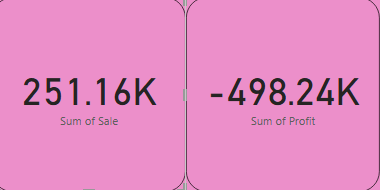 251.16K
Sum of Sale
-498.24K
Sum of Profit